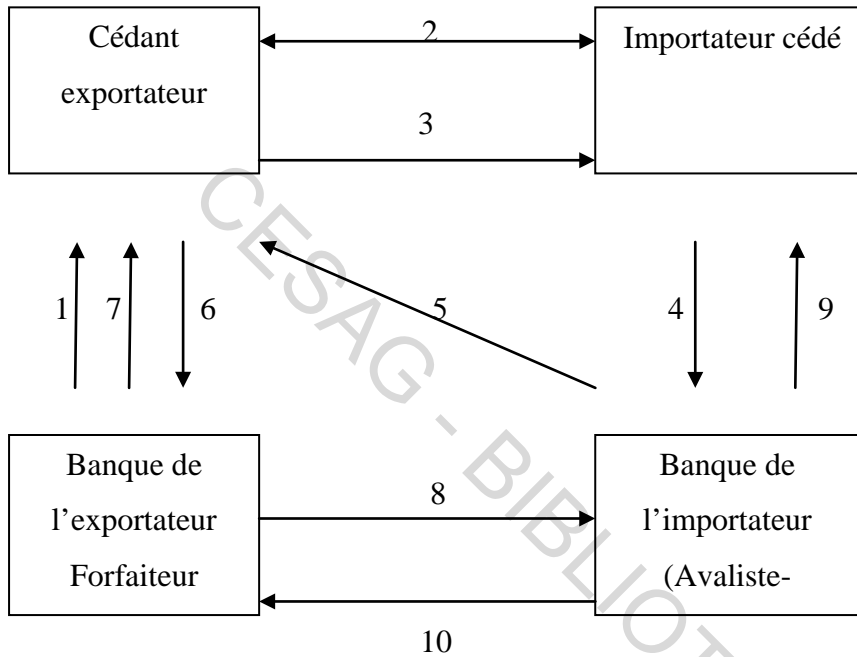 Cédant
exportateur
2
Importateur cédé
3
1
7
6
5
4
9
Banque de
l’exportateur
Forfaiteur
8
Banque de
l’importateur
(Avaliste-
10
CESAG - BIBLIOT